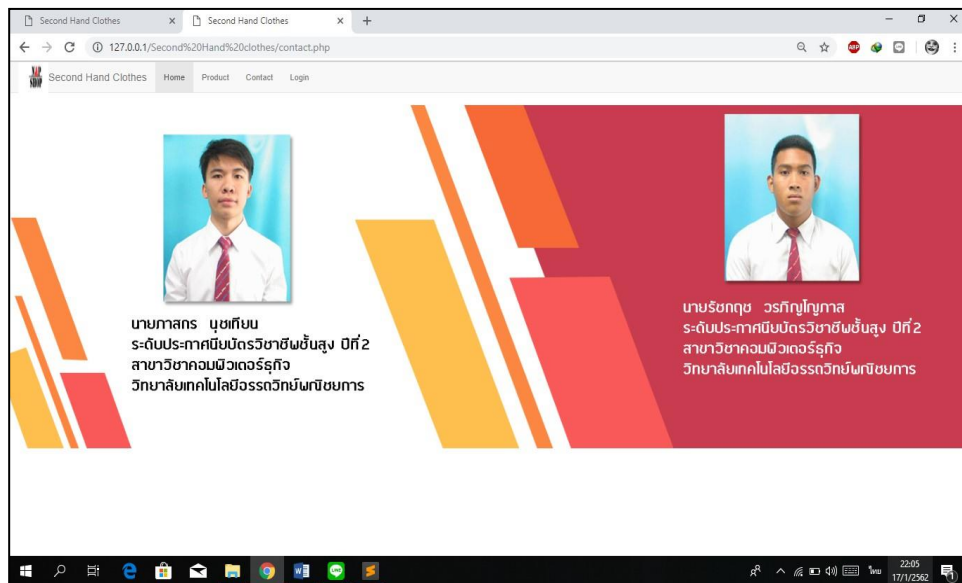 Second Hand Clothes
Second Hand Clothes
127.0.0.1/Second%20Hand%20clothes/contact.php
ABP
Second Hand Clothes Home Product Contact Login
นายภาสกร นุชเทียน
ระดับประกาศนียบัตรวิชาชีพชั้นสูง ปีที่2
สาขาวิชาคอมพิวเตอร์ธุรกิจ
วิทยาลัยเทคโนโลยีอรรถวิทย์พณิชยการ
นายรัชกฤช วรภิญโญภาส
ระดับประกาศนียบัตรวิชาชีพชั้นสูง ปีที่2
สาขาวิชาคอมพิวเตอร์ธุรกิจ
วิทยาลัยเทคโนโลยีอรรถวิทย์พณิชยการ
ไทย
22:05
17/1/2562